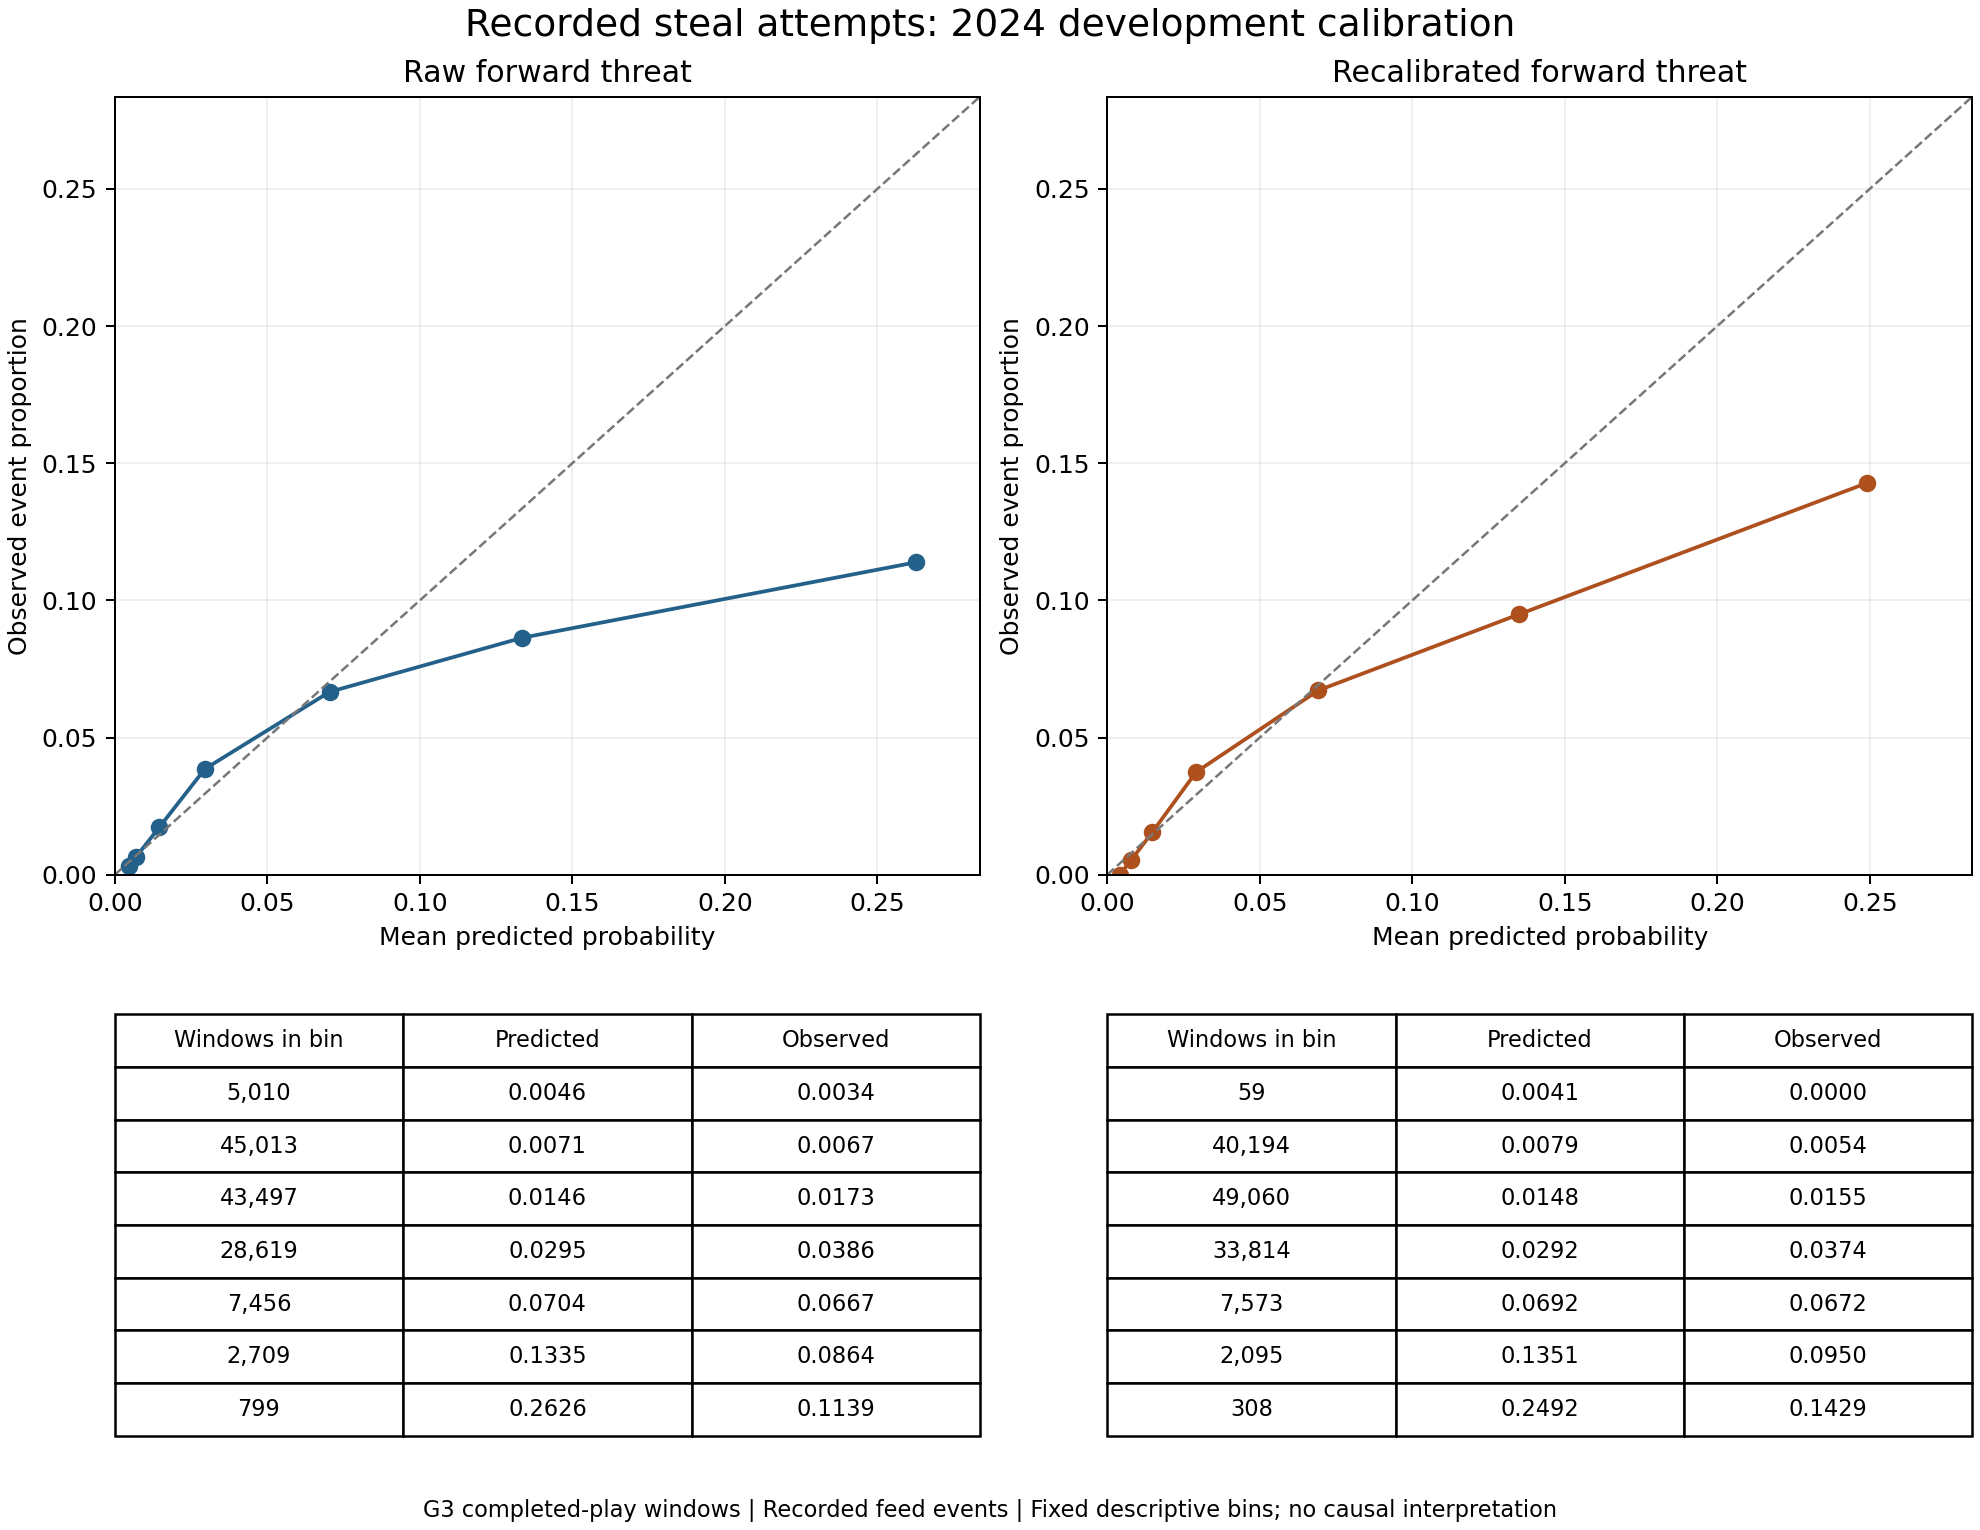 Recorded steal attempts: 2024 development calibration
Raw forward threat
Observed event proportion
0.25
0.20
0.15
0.10
0.05
0.00
0.00 0.05 0.10 0.15 0.20 0.25
Mean predicted probability
Recalibrated forward threat
Observed event proportion
0.25
0.20
0.15
0.10
0.05
0.00
0.00 0.05 0.10 0.15 0.20 0.25
Mean predicted probability
Windows in bin Predicted Observed
5,010 0.0046 0.0034
45,013 0.0071 0.0067
43,497 0.0146 0.0173
28,619 0.0295 0.0386
7,456 0.0704 0.0667
2,709 0.1335 0.0864
799 0.2626 0.1139
Windows in bin Predicted Observed
59 0.0041 0.0000
40,194 0.0079 0.0054
49,060 0.0148 0.0155
33,814 0.0292 0.0374
7,573 0.0692 0.0672
2,095 0.1351 0.0950
308 0.2492 0.1429
G3 completed-play windows | Recorded feed events | Fixed descriptive bins; no causal interpretation